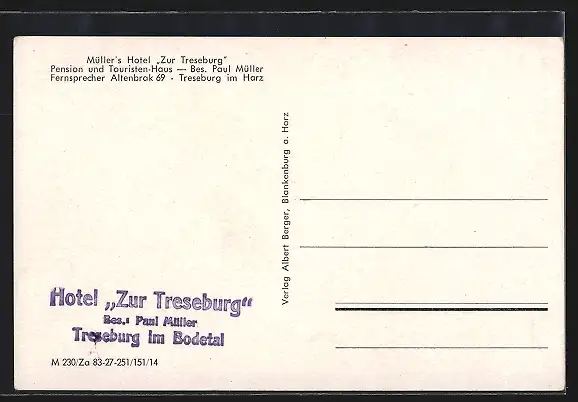 Müller's Hotel „Zur Treseburg"
Pension und Touristen-Haus — Bes. Paul Müller
Fernsprecher Altenbrak 69 - Treseburg im Harz
Verlag Albert Berger, Blankenburg a. Harz
Hotel „Zur Treseburg"
Bes.: Paul Müller
Treseburg im Bodetal
M 230/Za 83-27-251/151/14